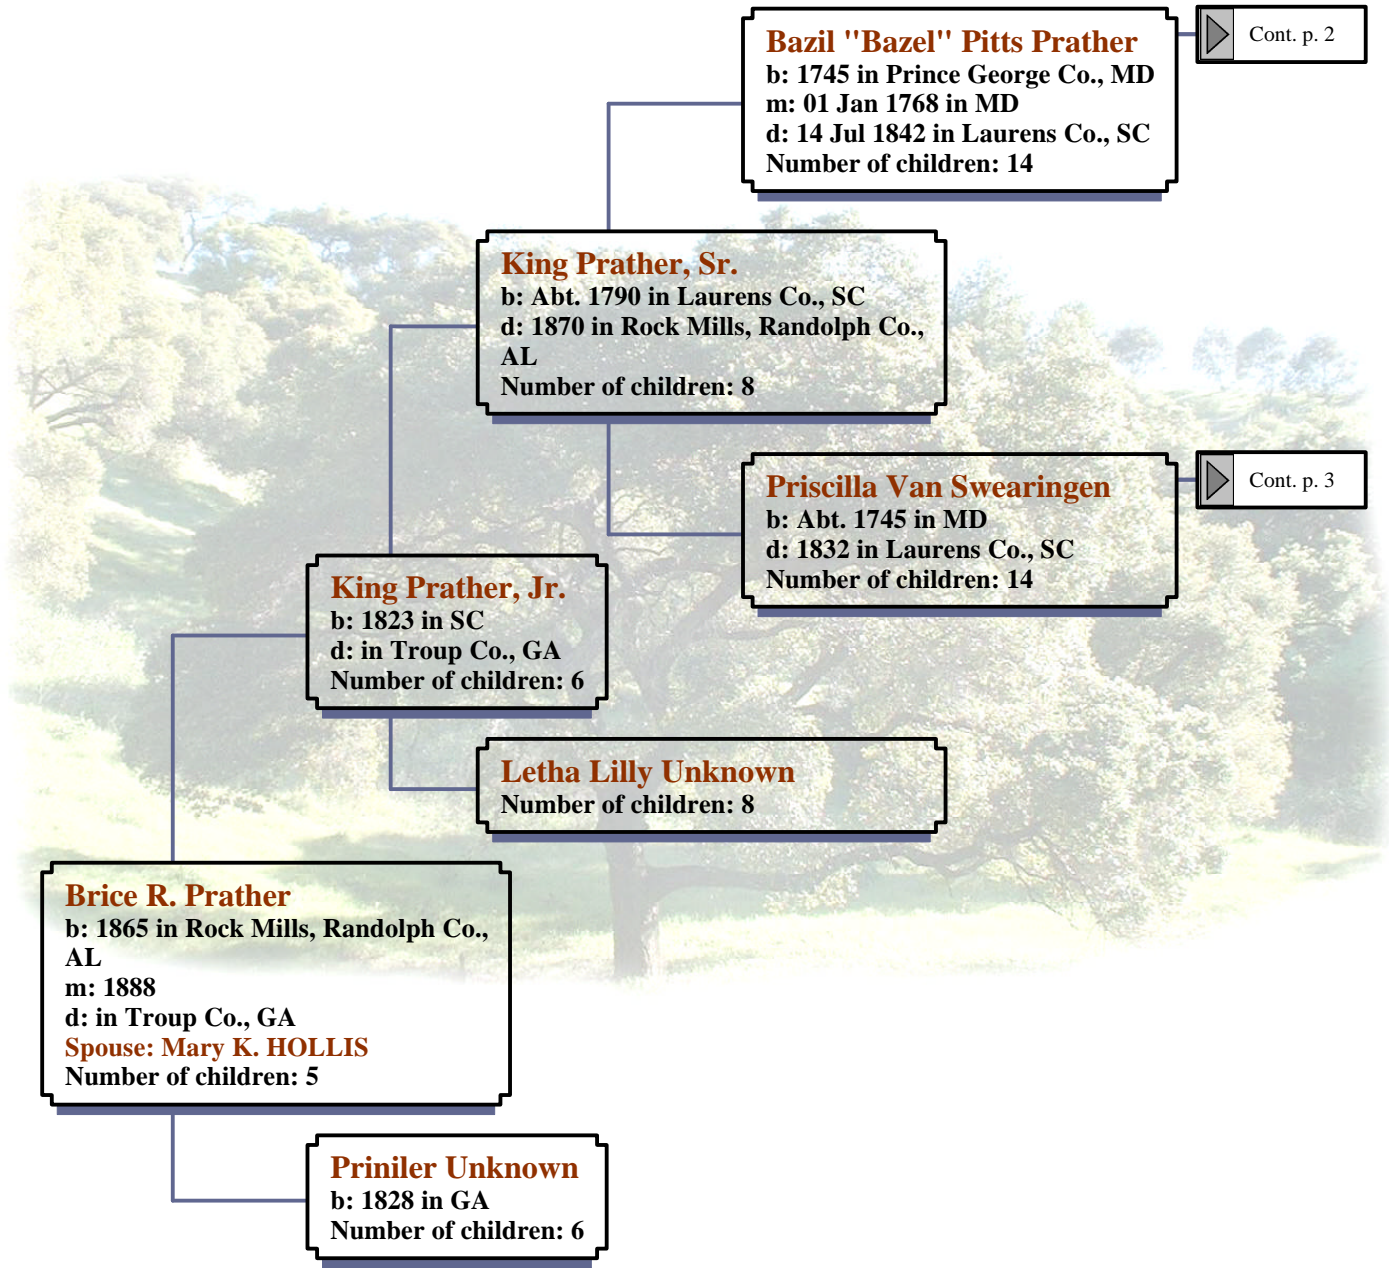 Bazil "Bazel" Pitts Prather
b: 1745 in Prince George Co., MD
m: 01 Jan 1768 in MD
d: 14 Jul 1842 in Laurens Co., SC
Number of children: 14
Cont. p. 2
King Prather, Sr.
b: Abt. 1790 in Laurens Co., SC
d: 1870 in Rock Mills, Randolph Co.,
AL
Number of children: 8
Priscilla Van Swearingen
b: Abt. 1745 in MD
d: 1832 in Laurens Co., SC
Number of children: 14
Cont. p. 3
King Prather, Jr.
b: 1823 in SC
d: in Troup Co., GA
Number of children: 6
Letha Lilly Unknown
Number of children: 8
Brice R. Prather
b: 1865 in Rock Mills, Randolph Co.,
AL
m: 1888
d: in Troup Co., GA
Spouse: Mary K. HOLLIS
Number of children: 5
Priniler Unknown
b: 1828 in GA
Number of children: 6